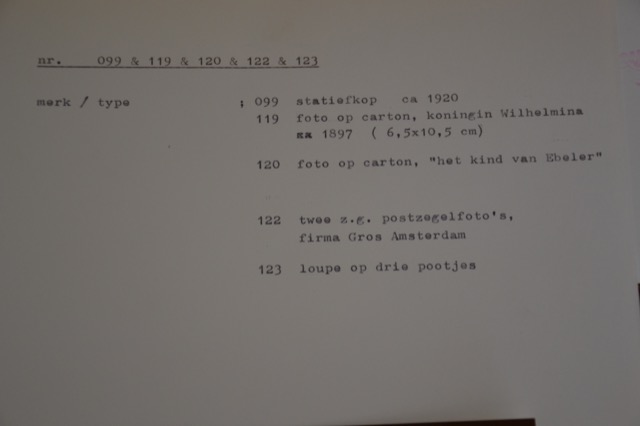 nr. 099 & 119 & 120 & 122 & 123
merk / type : 099 statiefkop ca 1920
119 foto op carton, koningin Wilhelmina
1897 ( 6,5x10,5 cm)
120 foto op carton, "het kind van Ebeler"
122 twee z.g. postzegelfoto's,
firma Gros Amsterdam
123 loupe op drie pootjes